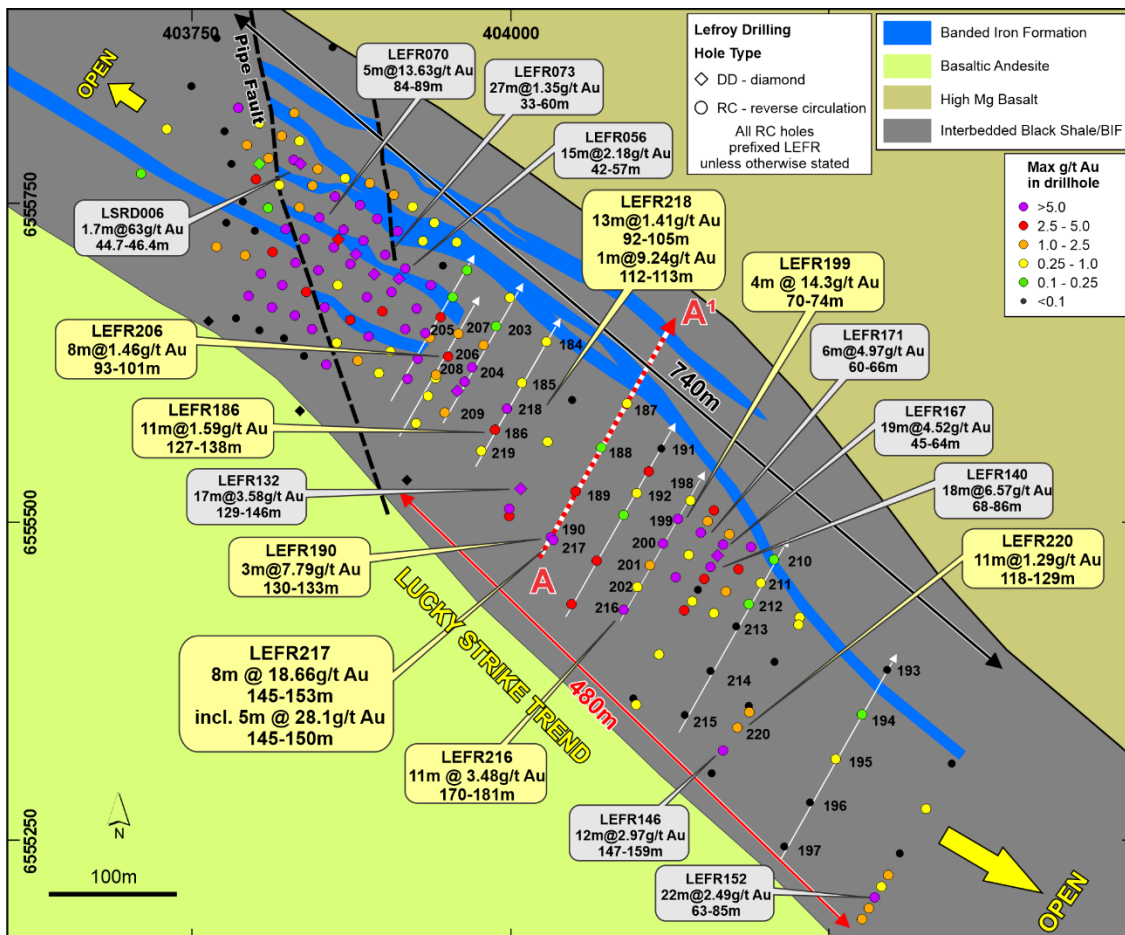 403750
404000
6555750
6555500
6555250
OPEN
Pipe Fault
LEFR070
5m@13.63g/t Au
84-89m
LEFR073
27m@1.35g/t Au
33-60m
LEFR056
15m@2.18g/t Au
42-57m
Lefroy Drilling
Hole Type
DD - diamond
RC - reverse circulation
All RC holes
prefixed LEFR
unless otherwise stated
Banded Iron Formation
Basaltic Andesite
High Mg Basalt
Interbedded Black Shale/BIF
Max g/t Au
in drillhole
>5.0
2.5 - 5.0
1.0 - 2.5
0.25 - 1.0
0.1 - 0.25
<0.1
LSRD006
1.7m@63g/t Au
44.7-46.4m
LEFR218
13m@1.41g/t Au
92-105m
1m@9.24g/t Au
112-113m
LEFR199
4m @ 14.3g/t Au
70-74m
LEFR171
6m@4.97g/t Au
60-66m
LEFR167
19m@4.52g/t Au
45-64m
LEFR140
18m@6.57g/t Au
68-86m
LEFR220
11m@1.29g/t Au
118-129m
LEFR206
8m@1.46g/t Au
93-101m
LEFR186
11m@1.59g/t Au
127-138m
LEFR132
17m@3.58g/t Au
129-146m
LEFR190
3m@7.79g/t Au
130-133m
LEFR217
8m @ 18.66g/t Au
145-153m
incl. 5m @ 28.1g/t Au
145-150m
LEFR216
11m @ 3.48g/t Au
170-181m
LEFR146
12m@2.97g/t Au
147-159m
LEFR152
22m@2.49g/t Au
63-85m
205
207
203
206
208
204
209
184
185
218
186
219
A¹
740m
187
188
189
190
217
A
191
192
198
199
200
201
202
216
210
211
212
213
214
215
220
193
194
195
196
197
LUCKY STRIKE TREND
480m
OPEN
N
100m